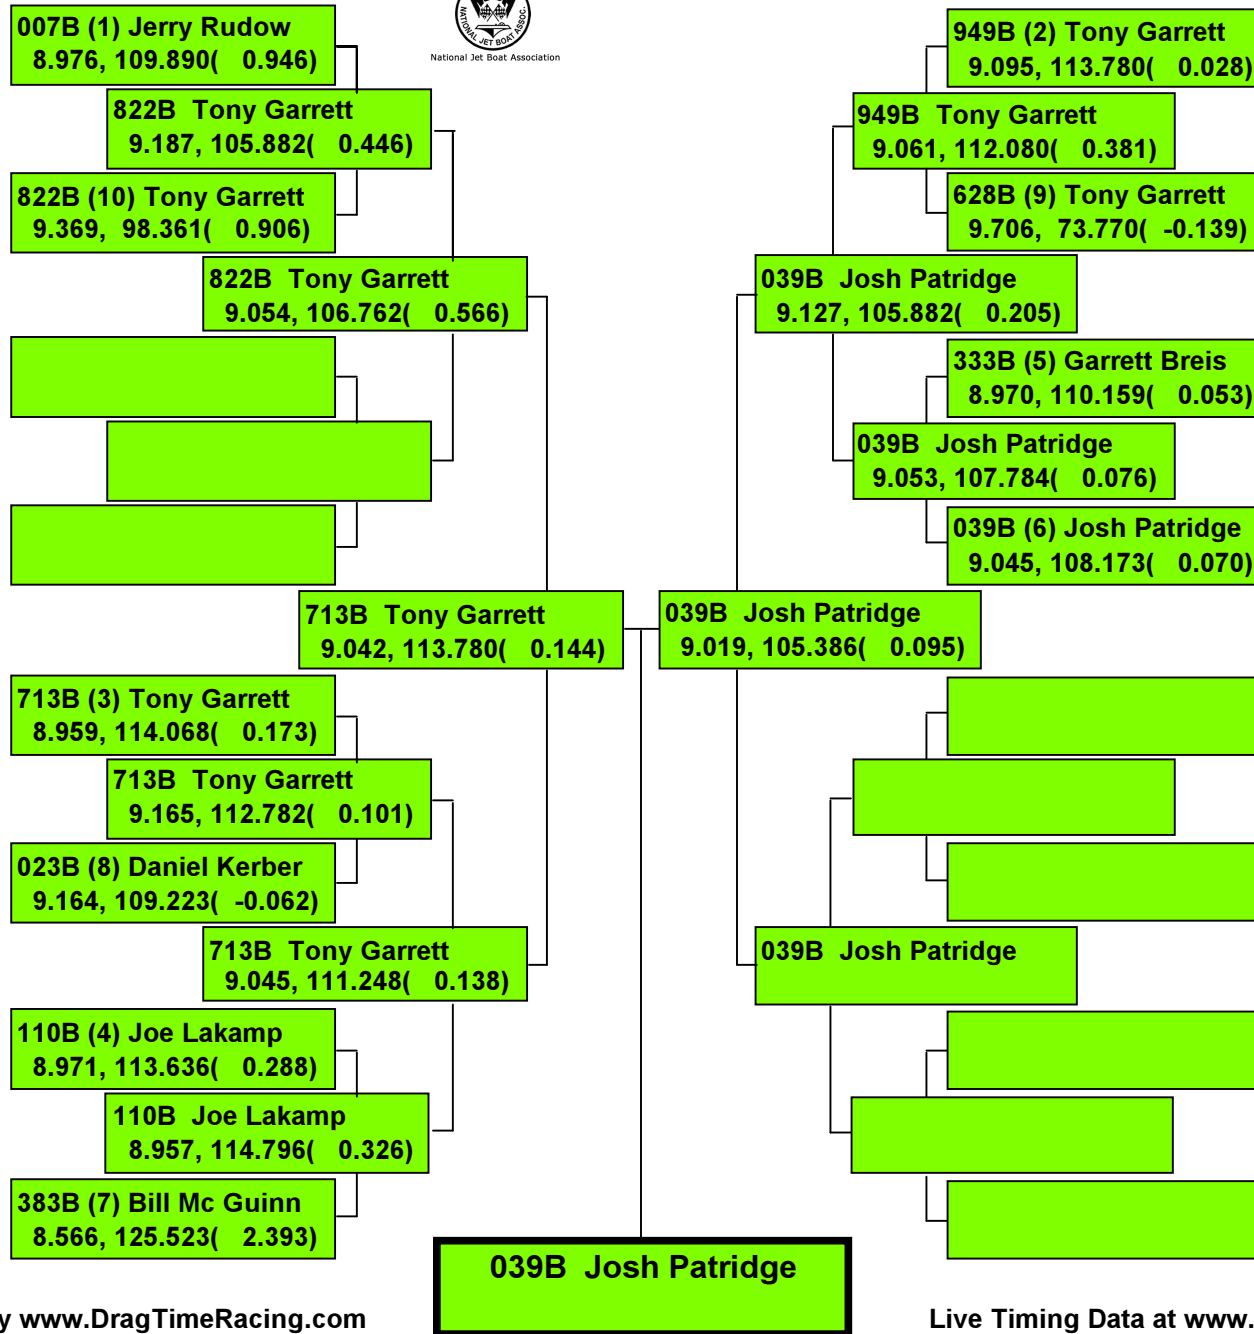 NATIONAL JET BOAT ASSOC.
National Jet Boat Association
007B (1) Jerry Rudow
8.976, 109.890( 0.946)
822B Tony Garrett
9.187, 105.882( 0.446)
822B (10) Tony Garrett
9.369, 98.361( 0.906)
822B Tony Garrett
9.054, 106.762( 0.566)
713B Tony Garrett
9.042, 113.780( 0.144)
713B (3) Tony Garrett
8.959, 114.068( 0.173)
713B Tony Garrett
9.165, 112.782( 0.101)
023B (8) Daniel Kerber
9.164, 109.223( -0.062)
713B Tony Garrett
9.045, 111.248( 0.138)
110B (4) Joe Lakamp
8.971, 113.636( 0.288)
110B Joe Lakamp
8.957, 114.796( 0.326)
383B (7) Bill Mc Guinn
8.566, 125.523( 2.393)
949B (2) Tony Garrett
9.095, 113.780( 0.028)
949B Tony Garrett
9.061, 112.080( 0.381)
628B (9) Tony Garrett
9.706, 73.770( -0.139)
039B Josh Patridge
9.127, 105.882( 0.205)
333B (5) Garrett Breis
8.970, 110.159( 0.053)
039B Josh Patridge
9.053, 107.784( 0.076)
039B (6) Josh Patridge
9.045, 108.173( 0.070)
039B Josh Patridge
9.019, 105.386( 0.095)
039B Josh Patridge
039B Josh Patridge
y www.DragTimeRacing.com
Live Timing Data at www.